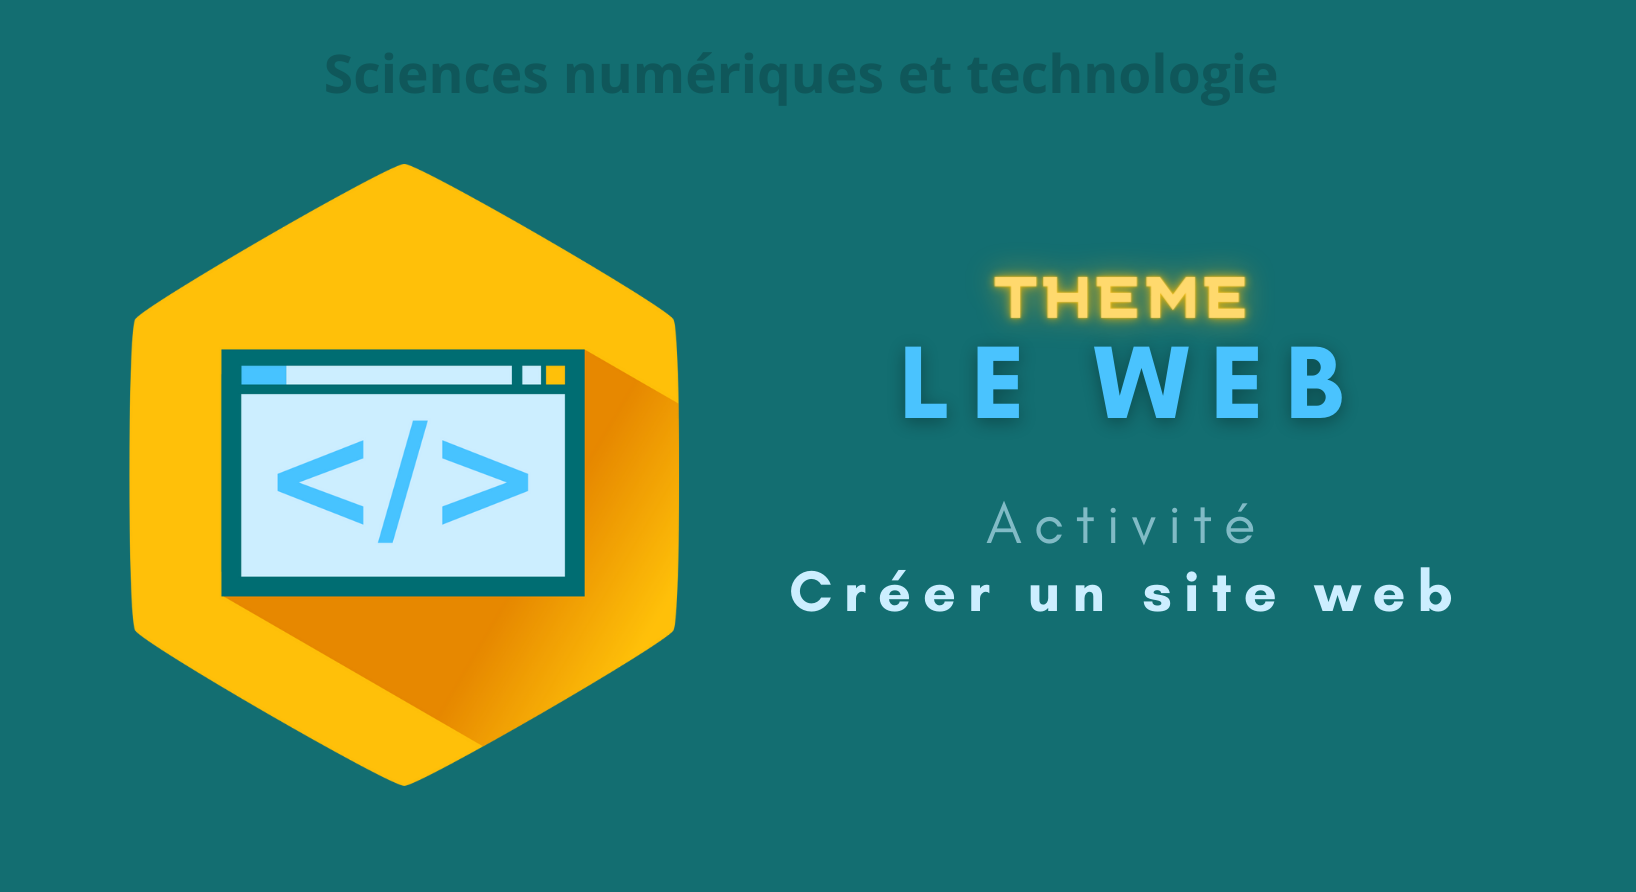 Sciences numériques et technologie
THEME
LE WEB
</>
Activité
Créer un site web